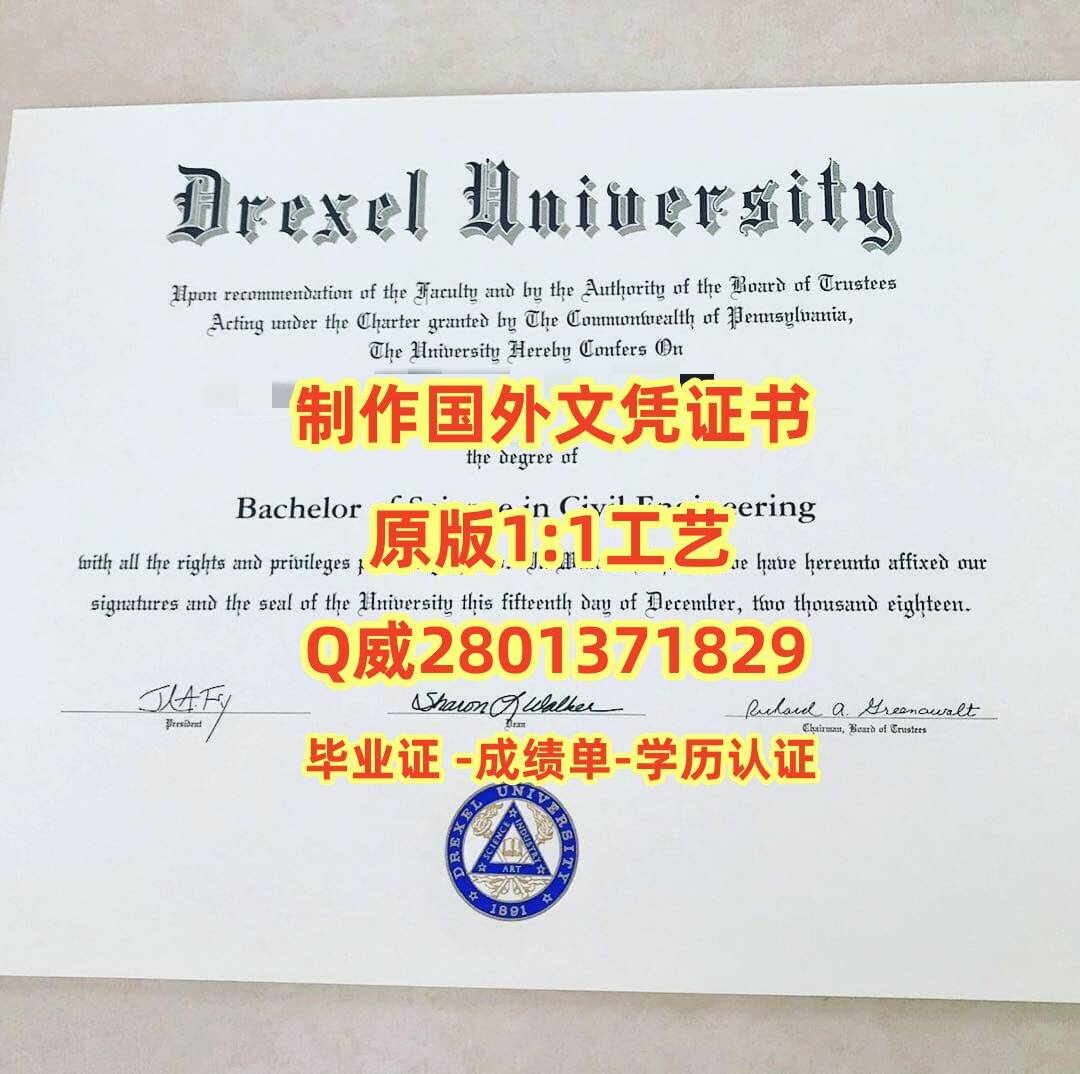 Drexel University
Upon recommendation of the Faculty and by the Authority of the Board of Trustees
Acting under the Charter granted by The Commonwealth of Pennsylvania,
The University Hereby Confers On
制作国外文凭证书
the degree of
Bachelor of Science in Civil Engineering
原版1:1工艺
with all the rights and privileges have hereunto affixed our
signatures and the seal of the University this fifteenth day of December, two thousand eighteen.
Q威2801371829
President
Dean
Chairman, Board of Trustees
毕业证 -成绩单-学历认证
DREXEL UNIVERSITY
SCIENCE
INDUSTRY
ART
1891